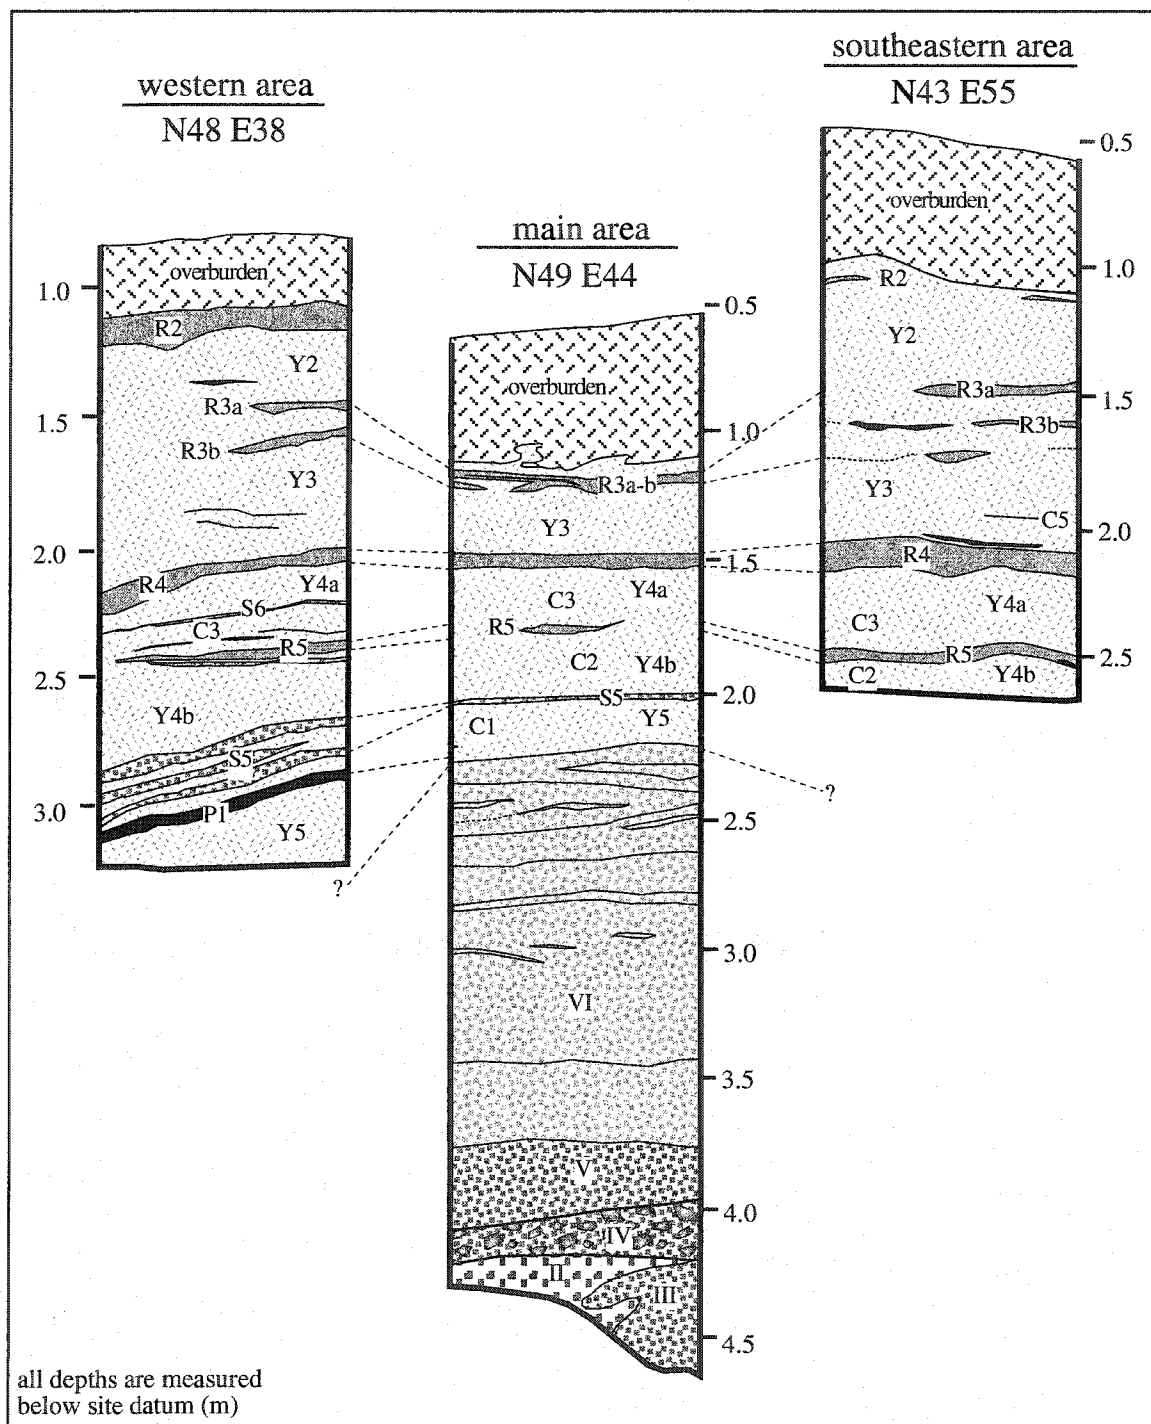 western area
N48 E38
main area
N49 E44
southeastern area
N43 E55
1.0
1.5
2.0
2.5
3.0
overburden
R2
Y2
R3a
R3b
Y3
R4
Y4a
S6
C3
R5
Y4b
S5
P1
Y5
?
overburden
R3a-b
Y3
C3
Y4a
R5
C2
Y4b
S5
C1
Y5
VI
V
IV
II
III
0.5
1.0
1.5
2.0
2.5
3.0
3.5
4.0
4.5
overburden
R2
Y2
R3a
R3b
Y3
C5
R4
Y4a
C3
R5
C2
Y4b
?
0.5
1.0
1.5
2.0
2.5
all depths are measured
below site datum (m)